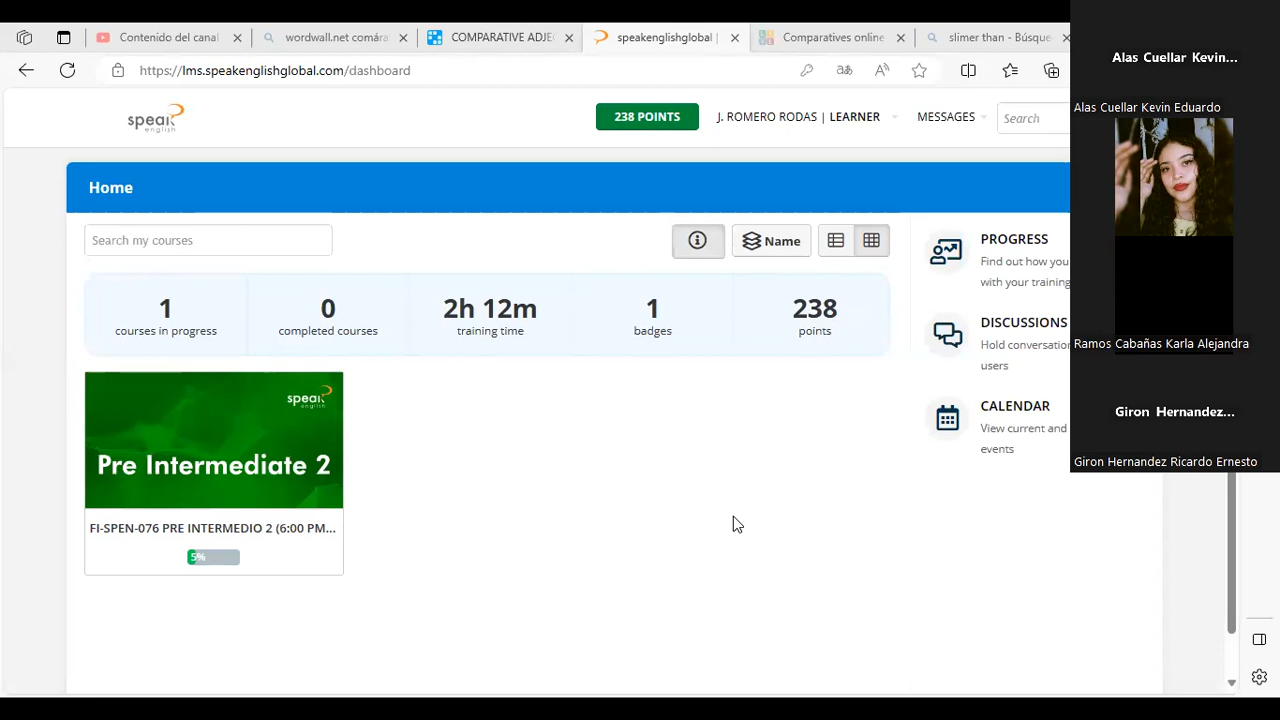 Contenido del canal
wordwall.net comára
COMPARATIVE ADJE
speakenglishglobal |
Comparatives online
slimer than - Búsque
https://lms.speakenglishglobal.com/dashboard
speak
english
238 POINTS
J. ROMERO RODAS | LEARNER
MESSAGES
Search
Home
Search my courses
Name
1
courses in progress
0
completed courses
2h 12m
training time
1
badges
238
points
speak
english
Pre Intermediate 2
FI-SPEN-076 PRE INTERMEDIO 2 (6:00 PM...
5%
PROGRESS
Find out how you
with your training
DISCUSSIONS
Hold conversatio
users
CALENDAR
View current and
events
Alas Cuellar Kevin...
Alas Cuellar Kevin Eduardo
Ramos Cabañas Karla Alejandra
Giron Hernandez...
Giron Hernandez Ricardo Ernesto